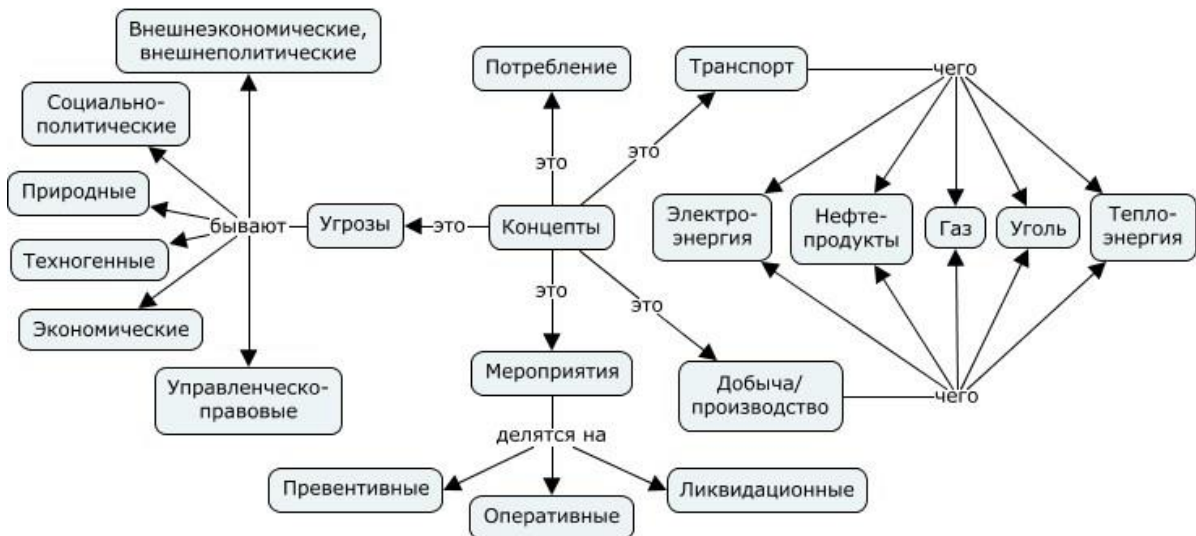 Внешнеэкономические,
внешнеполитические
Потребление
Транспорт
чего
Социально-
политические
это
это
Природные
бывают
Угрозы
это
Концепты
Электро-
энергия
Нефте-
продукты
Газ
Уголь
Тепло-
энергия
Техногенные
Экономические
это
это
Управленческо-
правовые
Мероприятия
Добыча/
производство
чего
делятся на
Превентивные
Оперативные
Ликвидационные